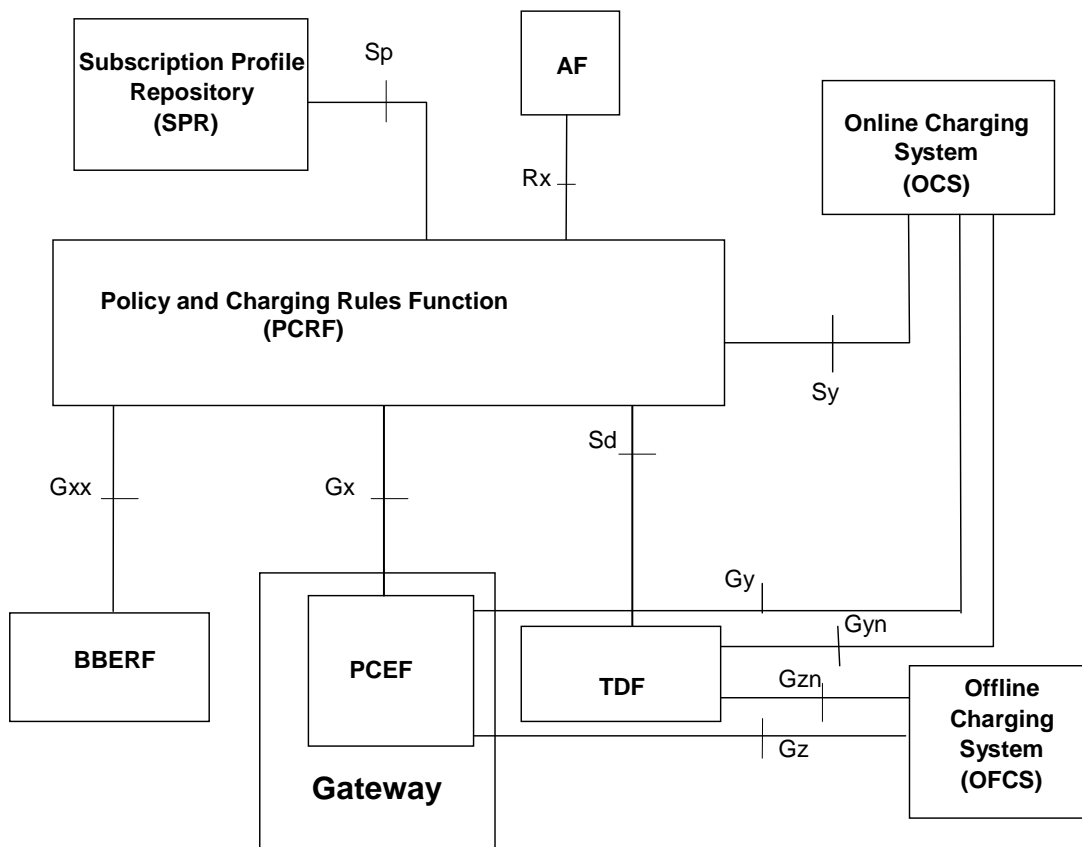 Subscription Profile
Repository
(SPR)
Sp
AF
Online Charging
System
(OCS)
Rx
Policy and Charging Rules Function
(PCRF)
Sy
Sd
Gxx
Gx
Gy
Gyn
BBERF
PCEF
TDF
Gzn
Offline
Charging
System
(OFCS)
Gz
Gateway